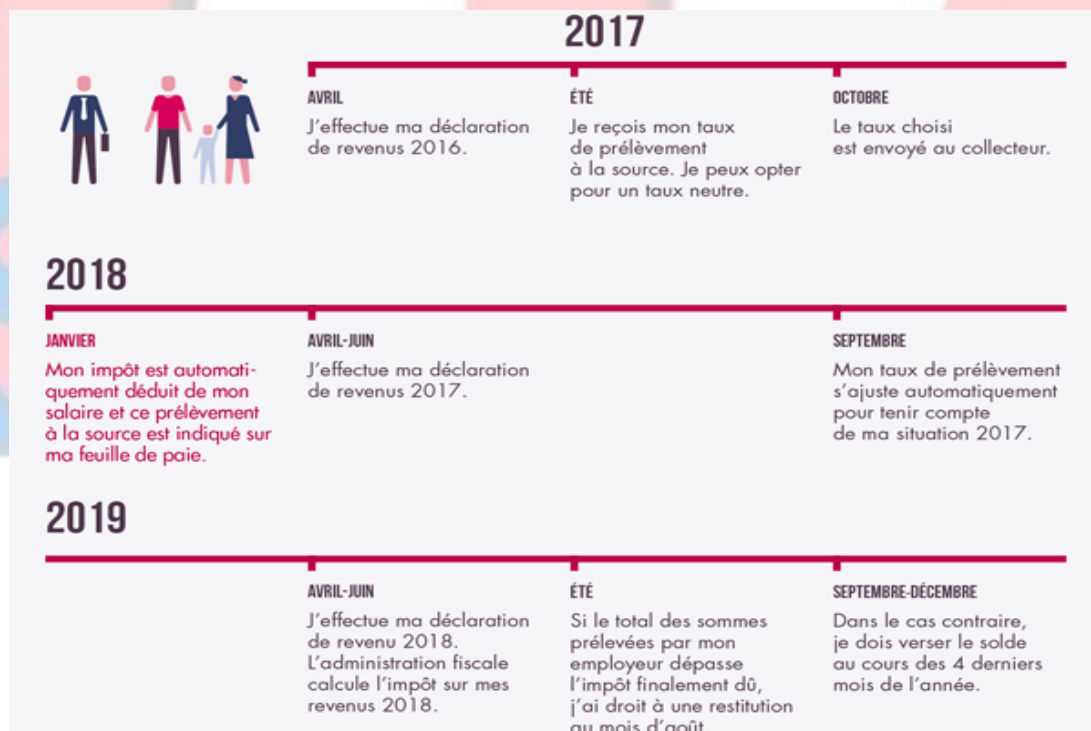 2017
AVRIL
J'effectue ma déclaration
de revenus 2016.
ÉTÉ
Je reçois mon taux
de prélèvement
à la source. Je peux opter
pour un taux neutre.
OCTOBRE
Le taux choisi
est envoyé au collecteur.
2018
JANVIER
Mon impôt est automati-
quement déduit de mon
salaire et ce prélèvement
à la source est indiqué sur
ma feuille de paie.
AVRIL-JUIN
J'effectue ma déclaration
de revenus 2017.
SEPTEMBRE
Mon taux de prélèvement
s'ajuste automatiquement
pour tenir compte
de ma situation 2017.
2019
AVRIL-JUIN
J'effectue ma déclaration
de revenu 2018.
L'administration fiscale
calcule l'impôt sur mes
revenus 2018.
ÉTÉ
Si le total des sommes
prélevées par mon
employeur dépasse
l'impôt finalement dû,
j'ai droit à une restitution
au mois d'août
SEPTEMBRE-DÉCEMBRE
Dans le cas contraire,
je dois verser le solde
au cours des 4 derniers
mois de l'année.